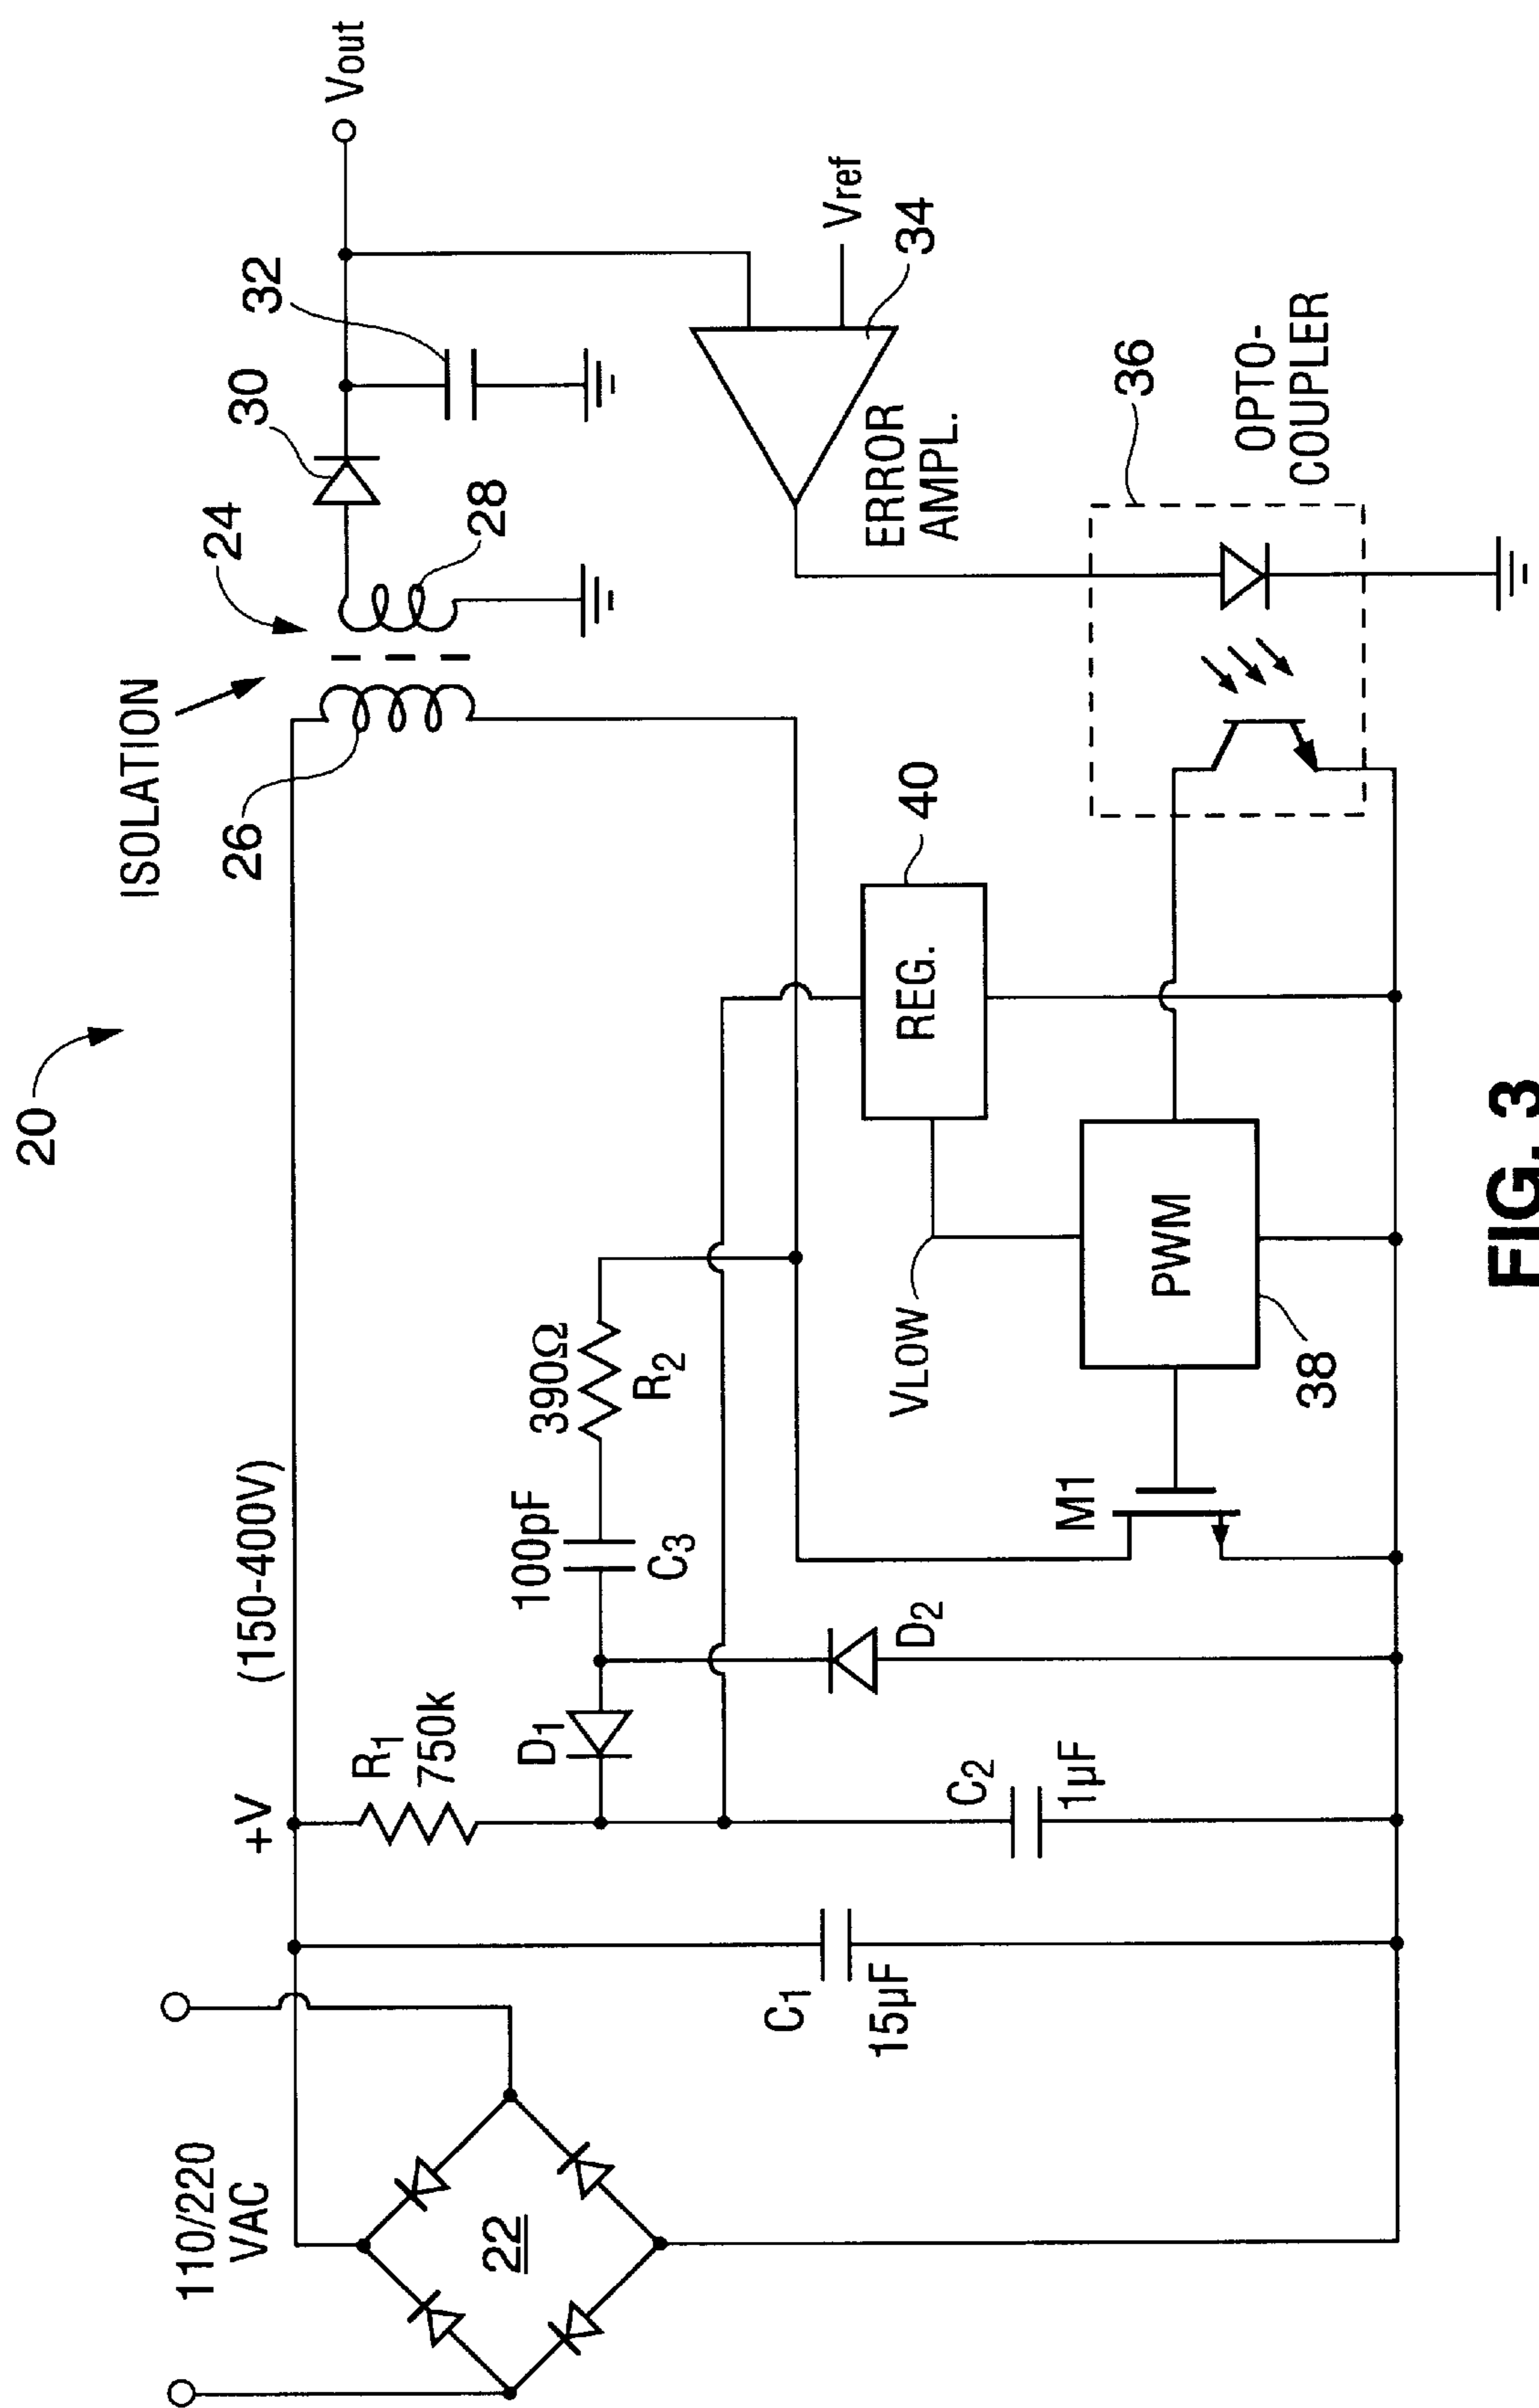 20
ISOLATION
24
30
32
Vout
26
28
110/220
VAC
22
+V
(150-400V)
R1
750k
D1
100pF
C3
390Ω
R2
C1
15µF
C2
1µF
D2
M1
VLOW
PWM
38
REG.
40
ERROR
AMPL.
Vref
34
36
OPTO-
COUPLER
FIG. 3